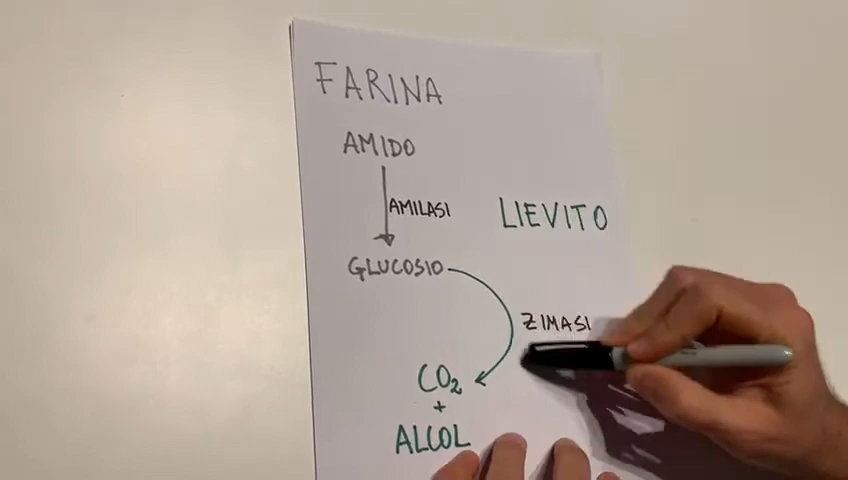 FARINA
AMIDO
AMILASI
LIEVITO
GLUCOSIO
ZIMASI
CO₂
+
ALCOL